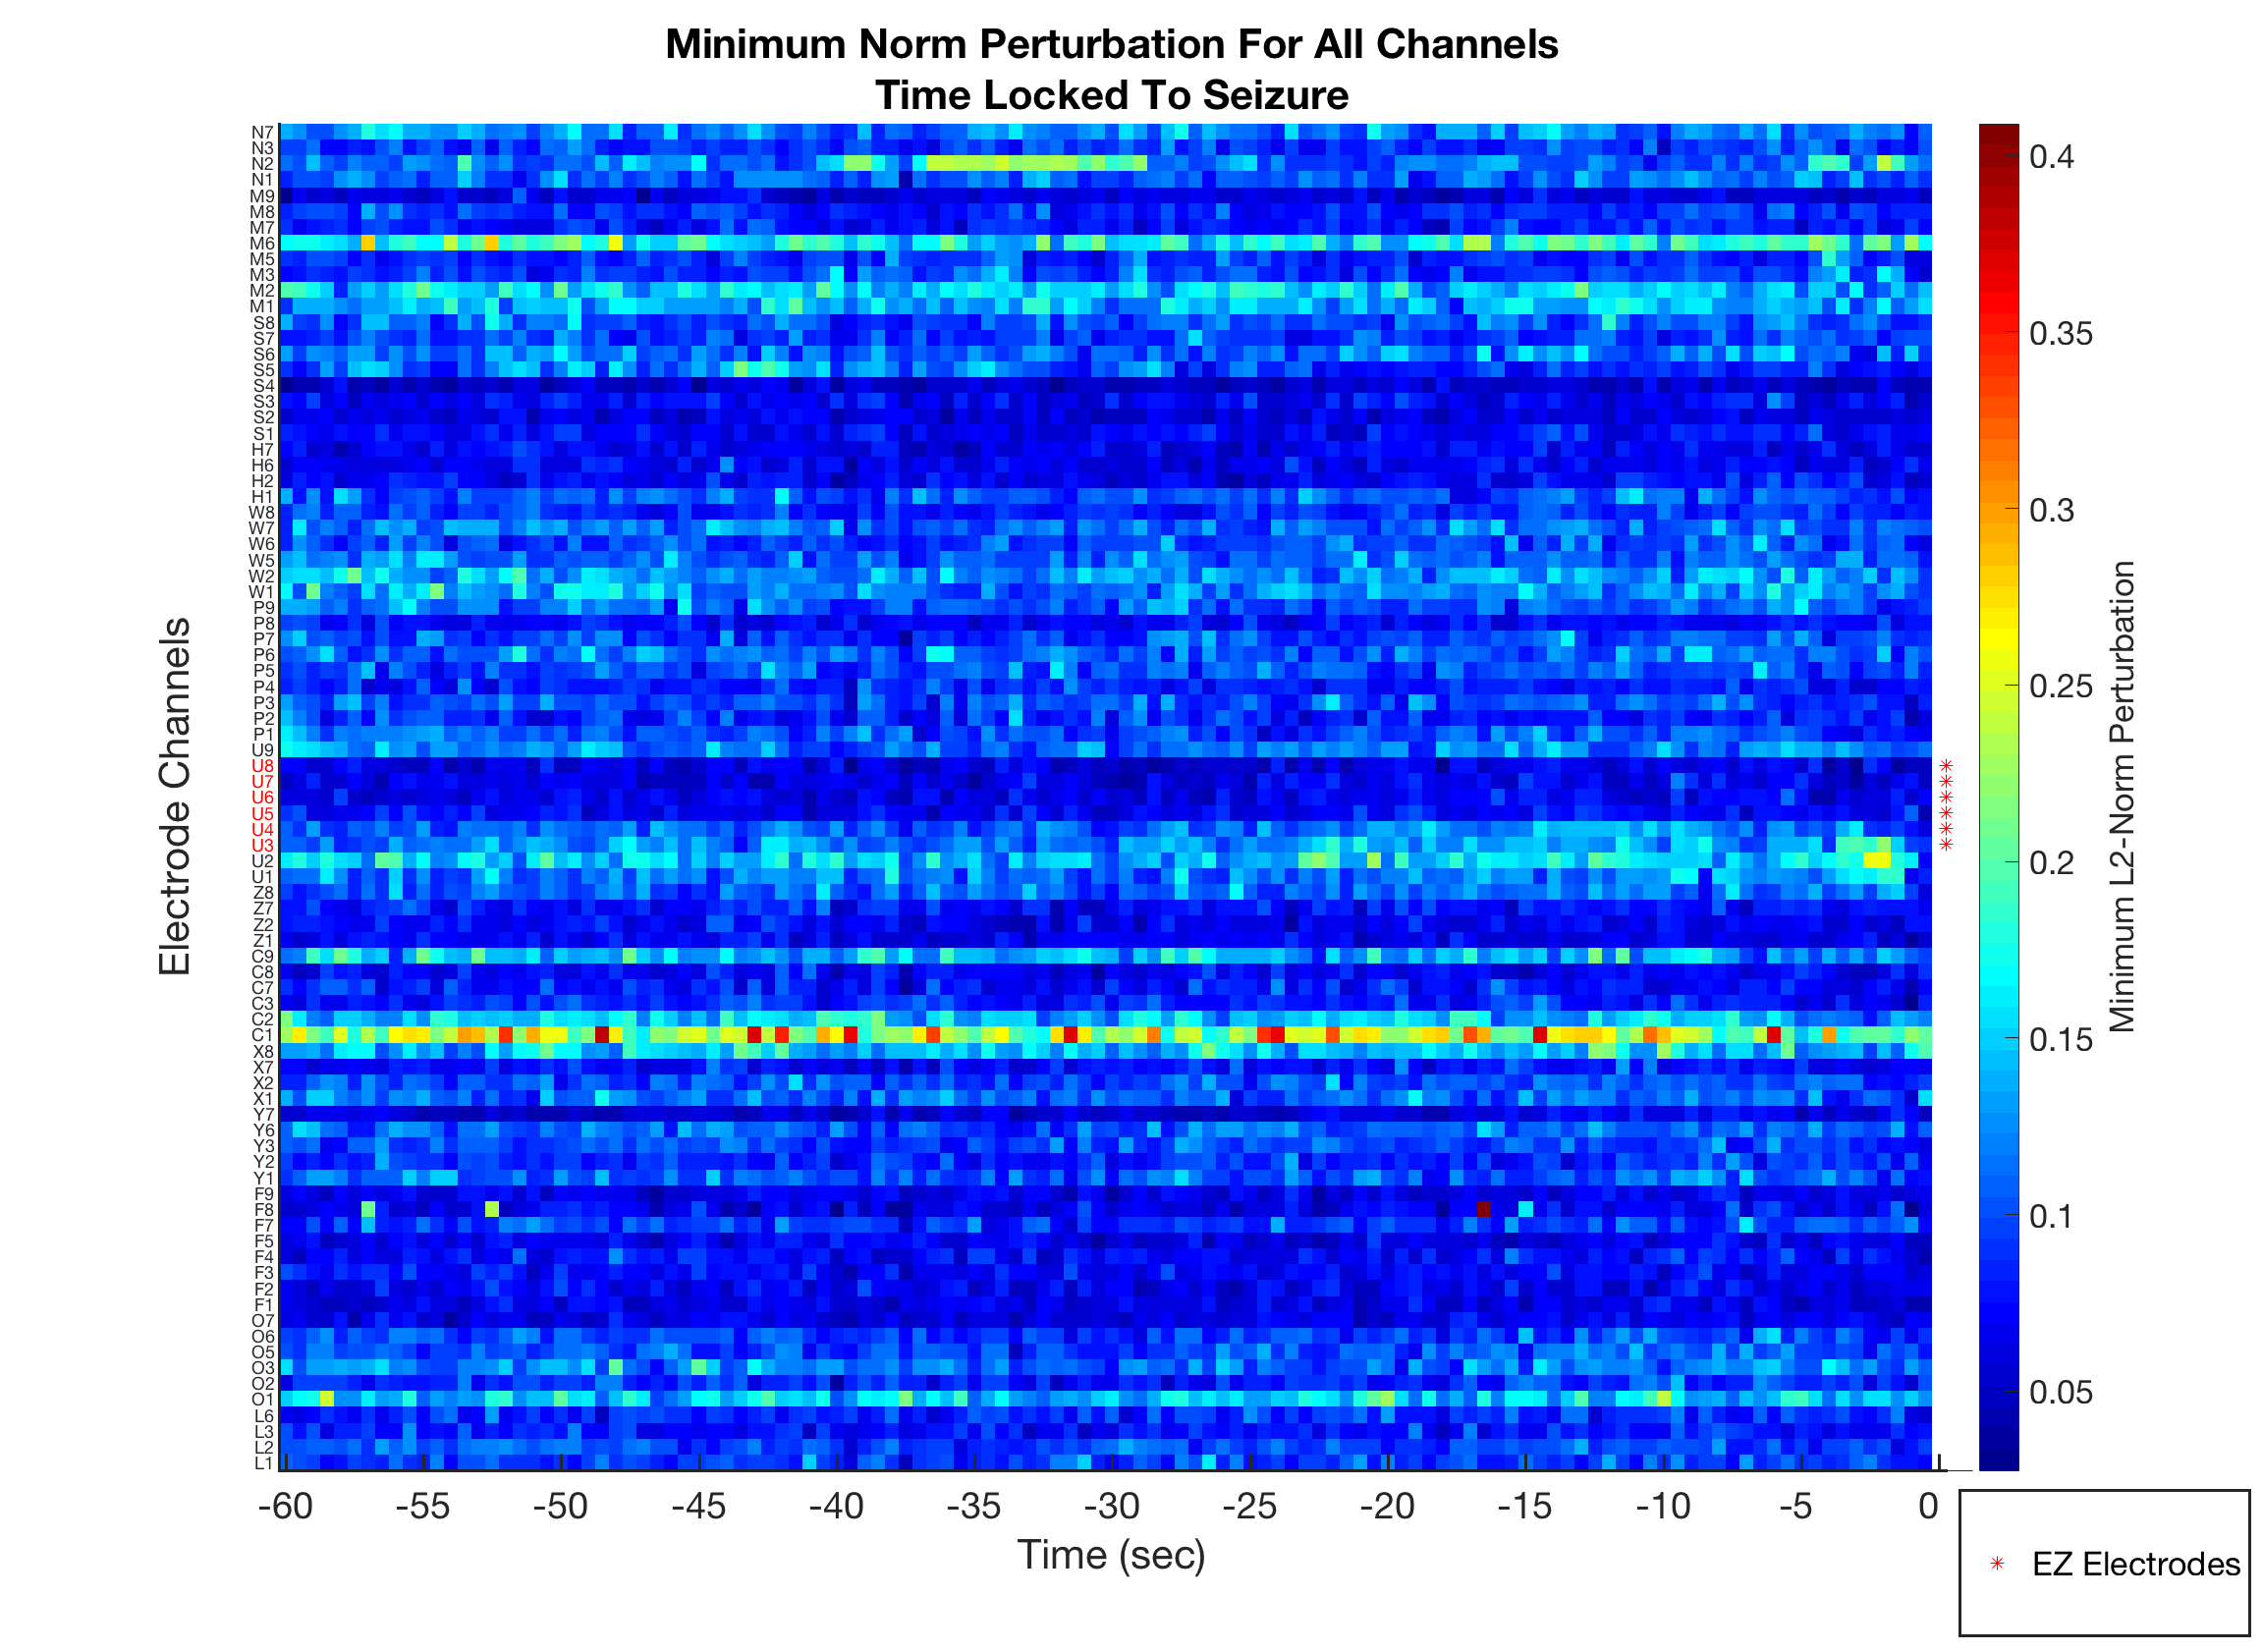 Minimum Norm Perturbation For All Channels
Time Locked To Seizure
N7
N3
N2
N1
M9
M8
M7
M6
M5
M3
M2
M1
S8
S7
S6
S5
S4
S3
S2
S1
H7
H6
H2
H1
W8
W7
W6
W5
W2
W1
P9
P8
P7
P6
P5
P4
P3
P2
P1
U9
U8
U7
U6
U5
U4
U3
U2
U1
Z8
Z7
Z2
Z1
C9
C8
C7
C3
C2
C1
X8
X7
X2
X1
Y7
Y6
Y3
Y2
Y1
F9
F8
F7
F5
F4
F3
F2
F1
O7
O6
O5
O3
O2
O1
L6
L3
L2
L1
Electrode Channels
-60 -55 -50 -45 -40 -35 -30 -25 -20 -15 -10 -5 0
Time (sec)
0.4
0.35
0.3
0.25
0.2
0.15
0.1
0.05
Minimum L2-Norm Perturbation
EZ Electrodes